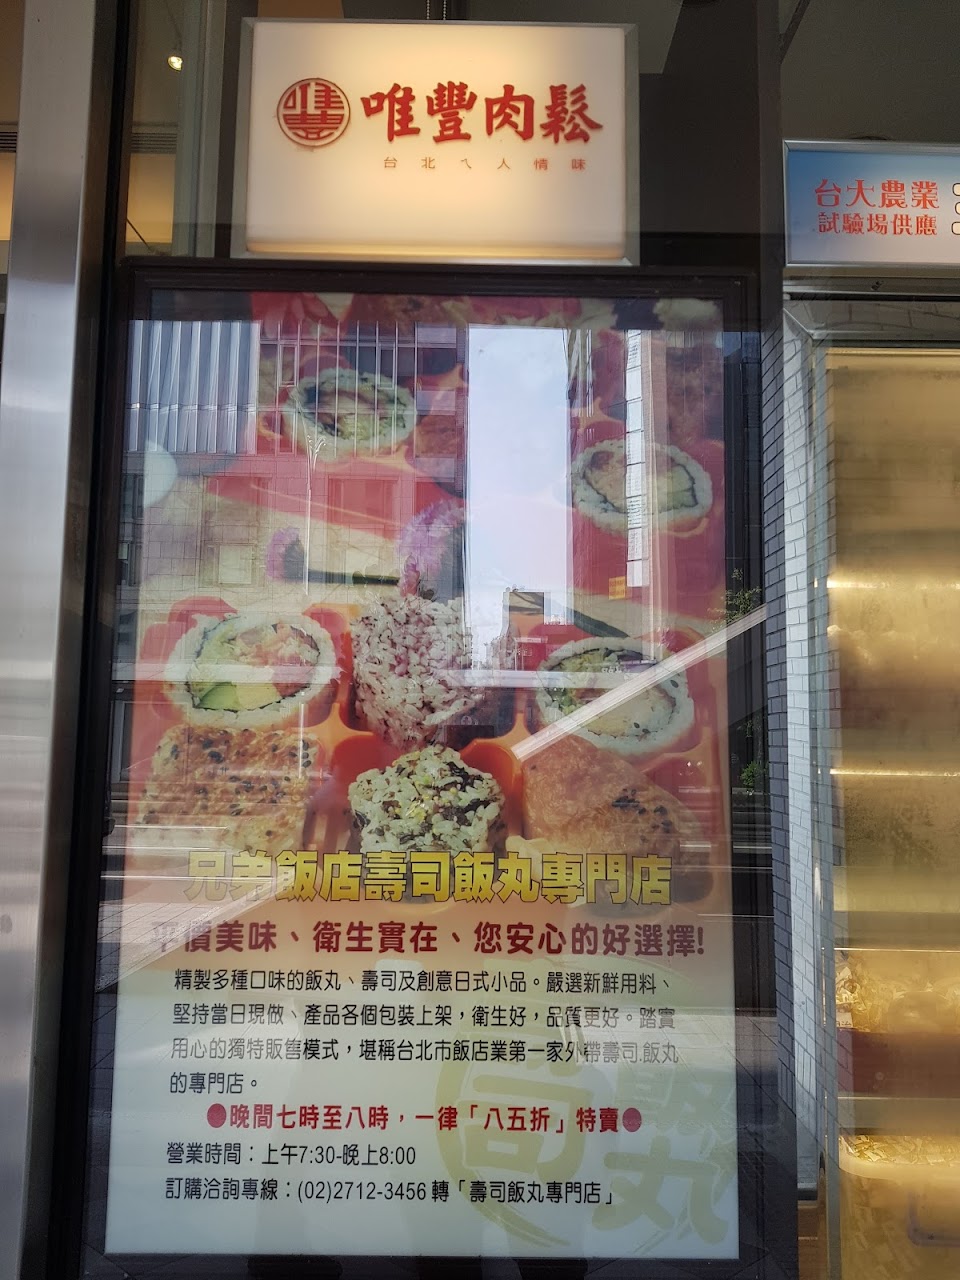 唯豐肉鬆
台北ㄟ人情味
台大農業
試驗場供應
兄弟飯店壽司飯丸專門店
平價美味、衛生實在、您安心的好選擇!
精製多種口味的飯丸、壽司及創意日式小品。嚴選新鮮用料、
堅持當日現做、產品各個包裝上架，衛生好，品質更好。踏實
用心的獨特販售模式，堪稱台北市飯店業第一家外帶壽司.飯丸
的專門店。
●晚間七時至八時，一律「八五折」特賣●
營業時間：上午7:30-晚上8:00
訂購洽詢專線：(02)2712-3456 轉「壽司飯丸專門店」